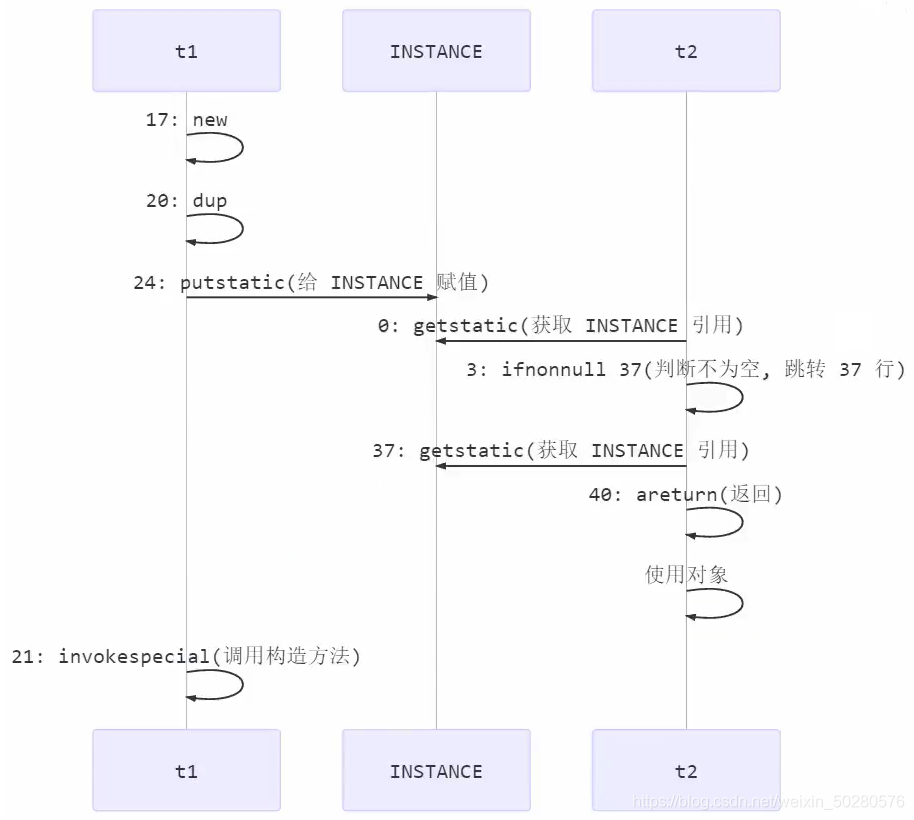 t1
INSTANCE
t2
17: new
20: dup
24: putstatic(给 INSTANCE 赋值)
0: getstatic(获取 INSTANCE 引用)
3: ifnonnull 37(判断不为空, 跳转 37 行)
37: getstatic(获取 INSTANCE 引用)
40: areturn(返回)
使用对象
21: invokespecial(调用构造方法)
t1
INSTANCE
t2
https://blog.csdn.net/weixin_50280576